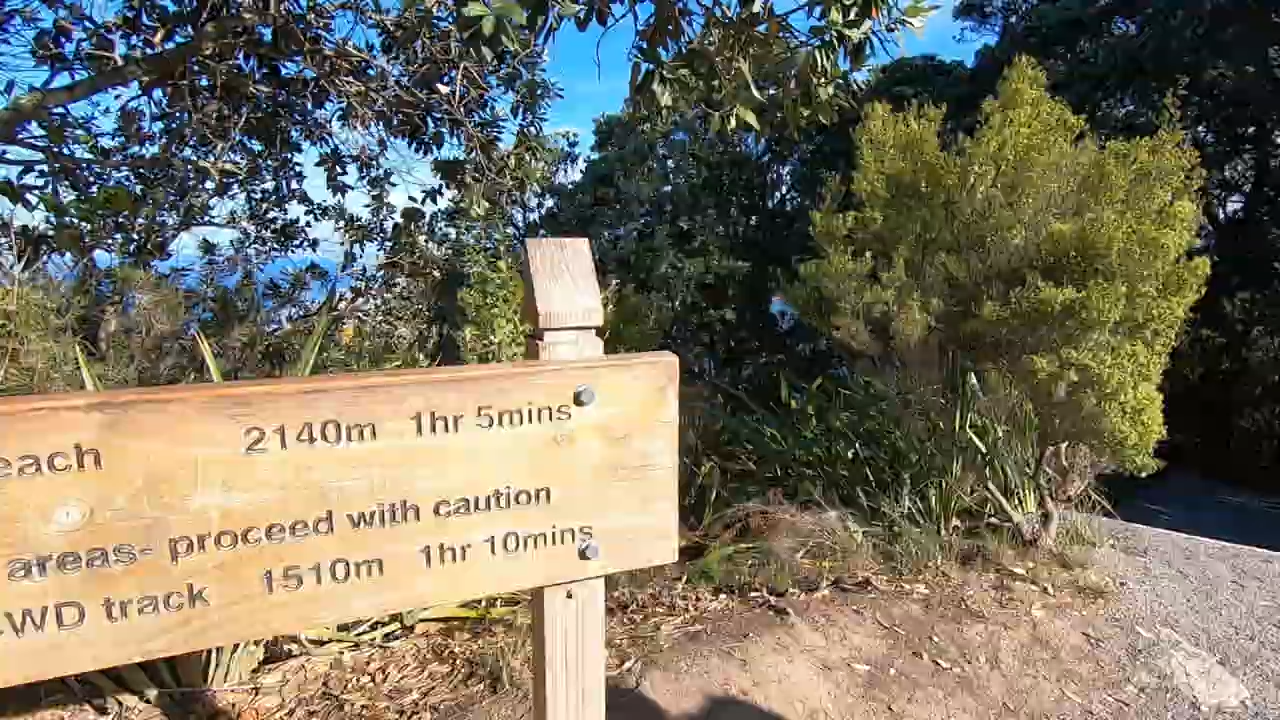 each 2140m 1hr 5mins
areas- proceed with caution
WD track 1510m 1hr 10mins